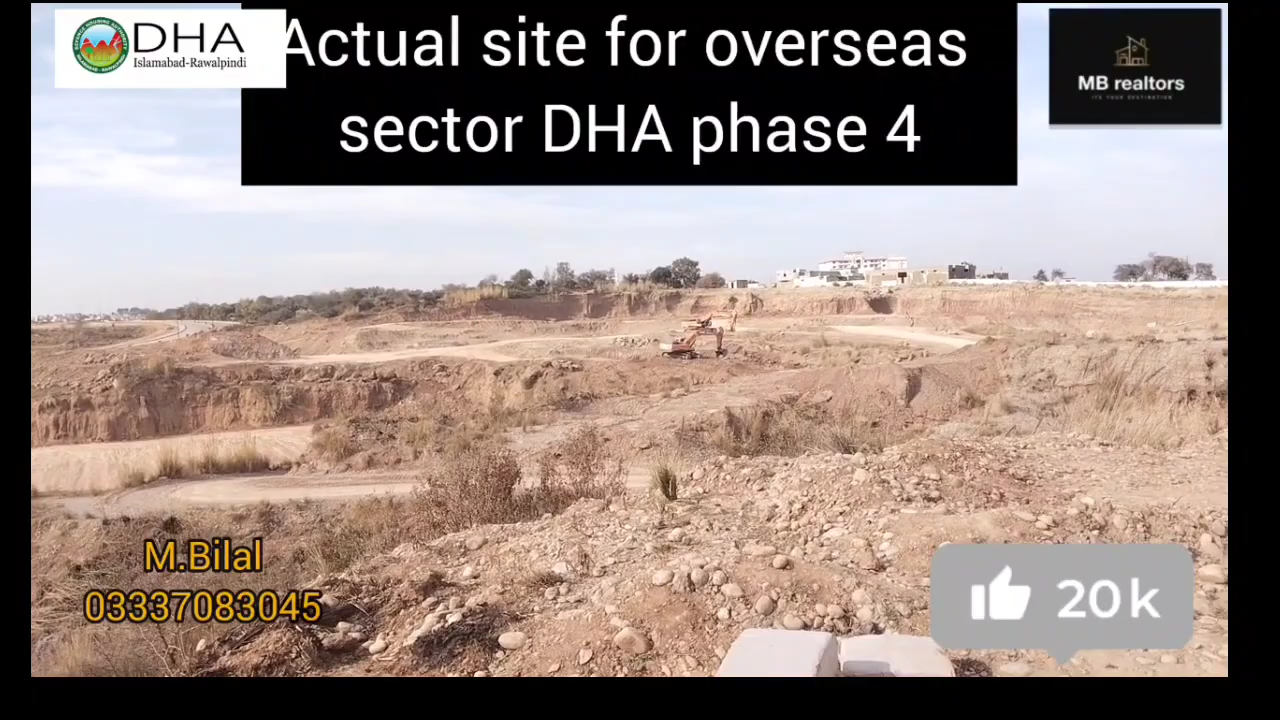 DHA
Islamabad-Rawalpindi
Actual site for overseas
sector DHA phase 4
MB realtors
M.Bilal
03337083045
20k